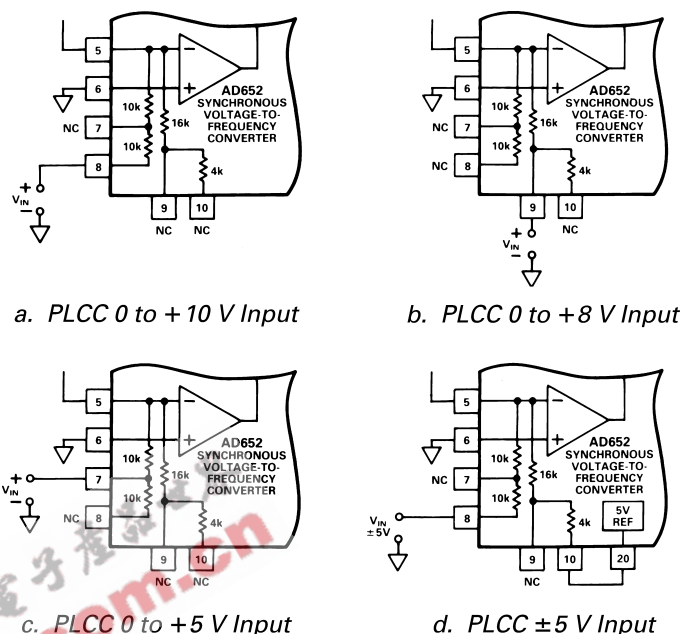 5
6
10k
NC 7
16k
10k
8
4k
AD652
SYNCHRONOUS
VOLTAGE-TO-
FREQUENCY
CONVERTER
+
VIN
−
9 10
NC NC
a. PLCC 0 to +10 V Input
5
6
10k
NC 7
16k
10k
NC 8
4k
AD652
SYNCHRONOUS
VOLTAGE-TO-
FREQUENCY
CONVERTER
9 10
NC
+
VIN
−
b. PLCC 0 to +8 V Input
5
6
10k
+
VIN
−
7
16k
10k
NC 8
4k
AD652
SYNCHRONOUS
VOLTAGE-TO-
FREQUENCY
CONVERTER
9 10
NC NC
c. PLCC 0 to +5 V Input
5
6
10k
NC 7
16k
10k
VIN
±5V
8
4k
AD652
SYNCHRONOUS
VOLTAGE-TO-
FREQUENCY
CONVERTER
5V
REF
9 10 20
NC
d. PLCC ±5 V Input
com.cn